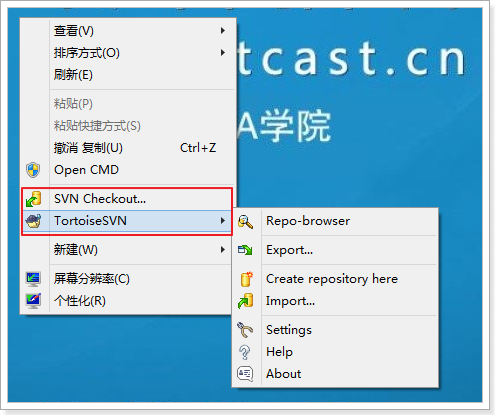 tcast.cn
A学院
查看(V)
排序方式(O)
刷新(E)
粘贴(P)
粘贴快捷方式(S)
撤消 复制(U) Ctrl+Z
Open CMD
SVN Checkout...
TortoiseSVN
新建(W)
屏幕分辨率(C)
个性化(R)
Repo-browser
Export...
Create repository here
Import...
Settings
Help
About